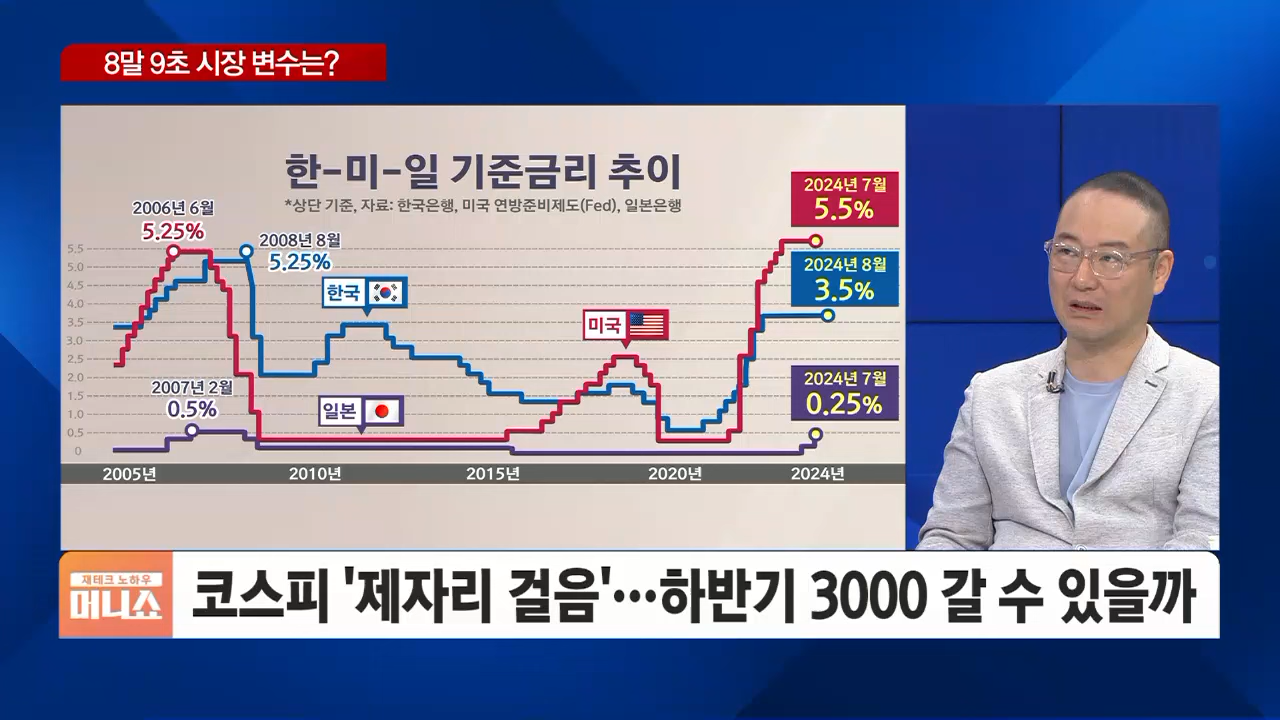 8말 9초 시장 변수는?
한-미-일 기준금리 추이
*상단 기준, 자료: 한국은행, 미국 연방준비제도(Fed), 일본은행
2024년 7월
5.5%
2006년 6월
5.25%
2008년 8월
5.25%
2024년 8월
3.5%
한국
미국
2007년 2월
0.5%
일본
2024년 7월
0.25%
5.5
5.0
4.5
4.0
3.5
3.0
2.5
2.0
1.5
1.0
0.5
0
2005년
2010년
2015년
2020년
2024년
재테크 노하우
머니쇼
코스피 '제자리 걸음'…하반기 3000 갈 수 있을까